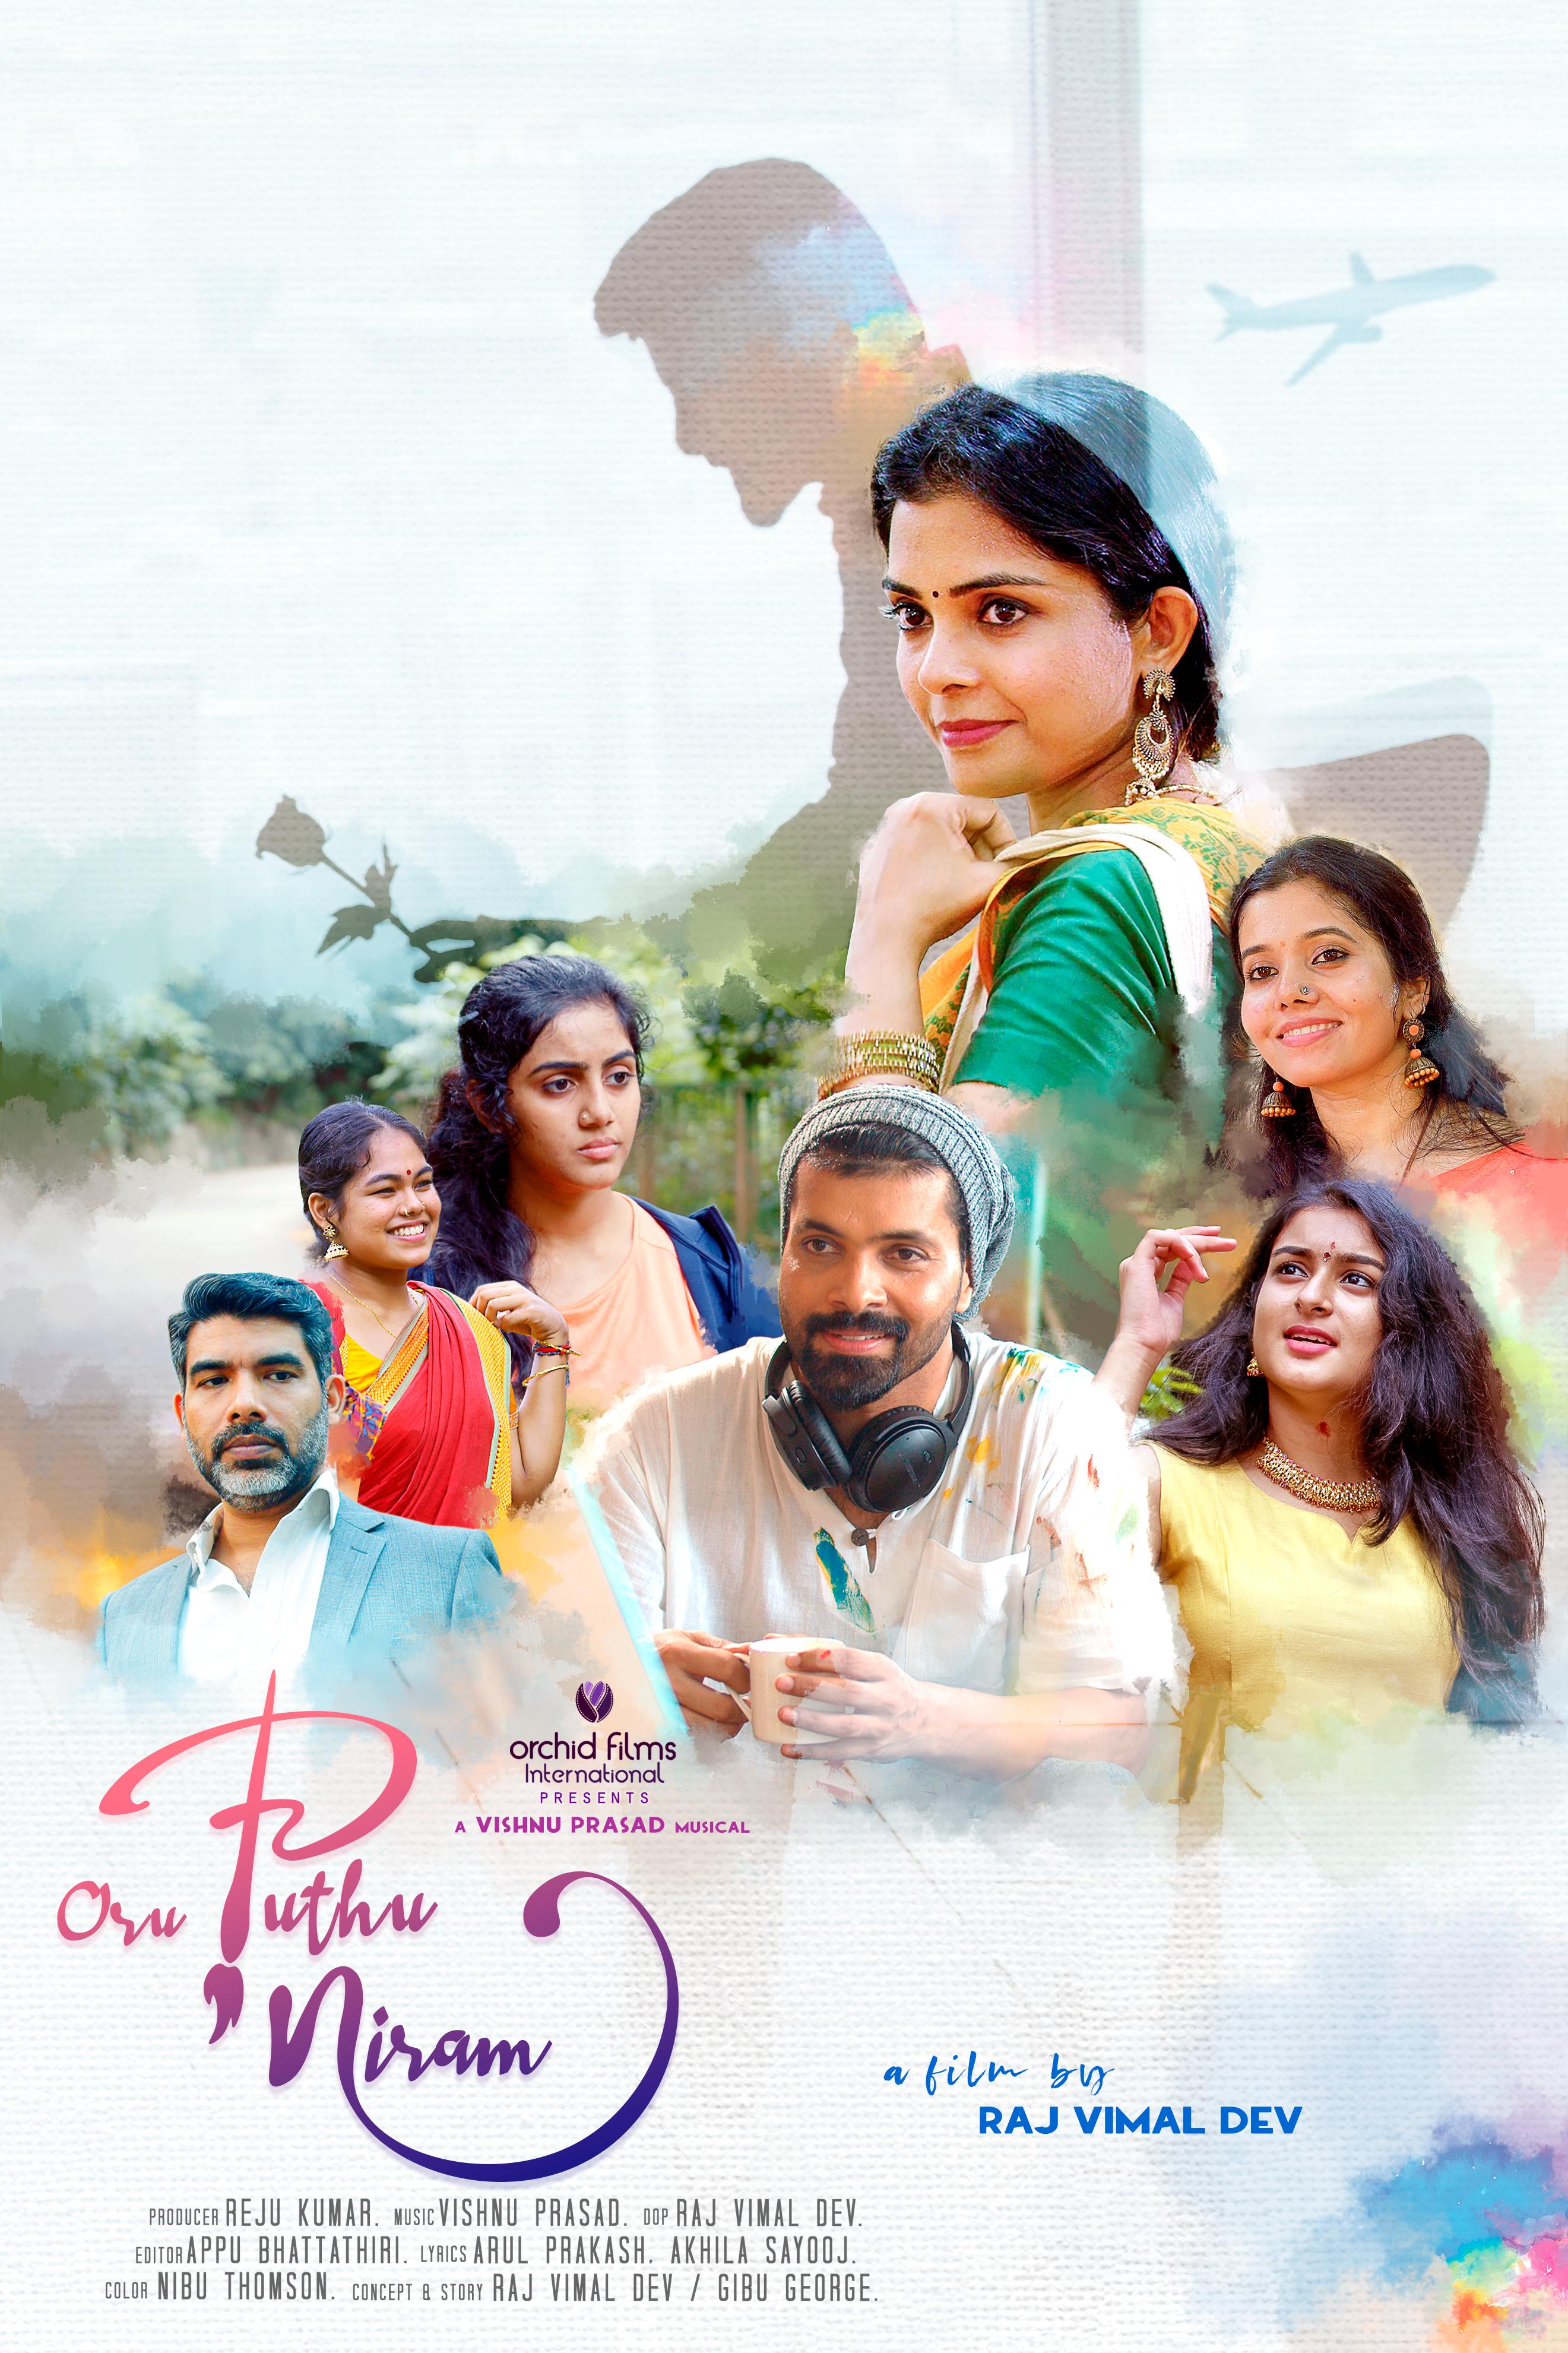 orchid films
International
PRESENTS
A VISHNU PRASAD MUSICAL
Oru Puthu
Niram
a film by
RAJ VIMAL DEV
PRODUCER REJU KUMAR. MUSIC VISHNU PRASAD. DOP RAJ VIMAL DEV.
EDITOR APPU BHATTATHIRI. LYRICS ARUL PRAKASH. AKHILA SAYOOJ.
COLOR NIBU THOMSON. CONCEPT & STORY RAJ VIMAL DEV / GIBU GEORGE.